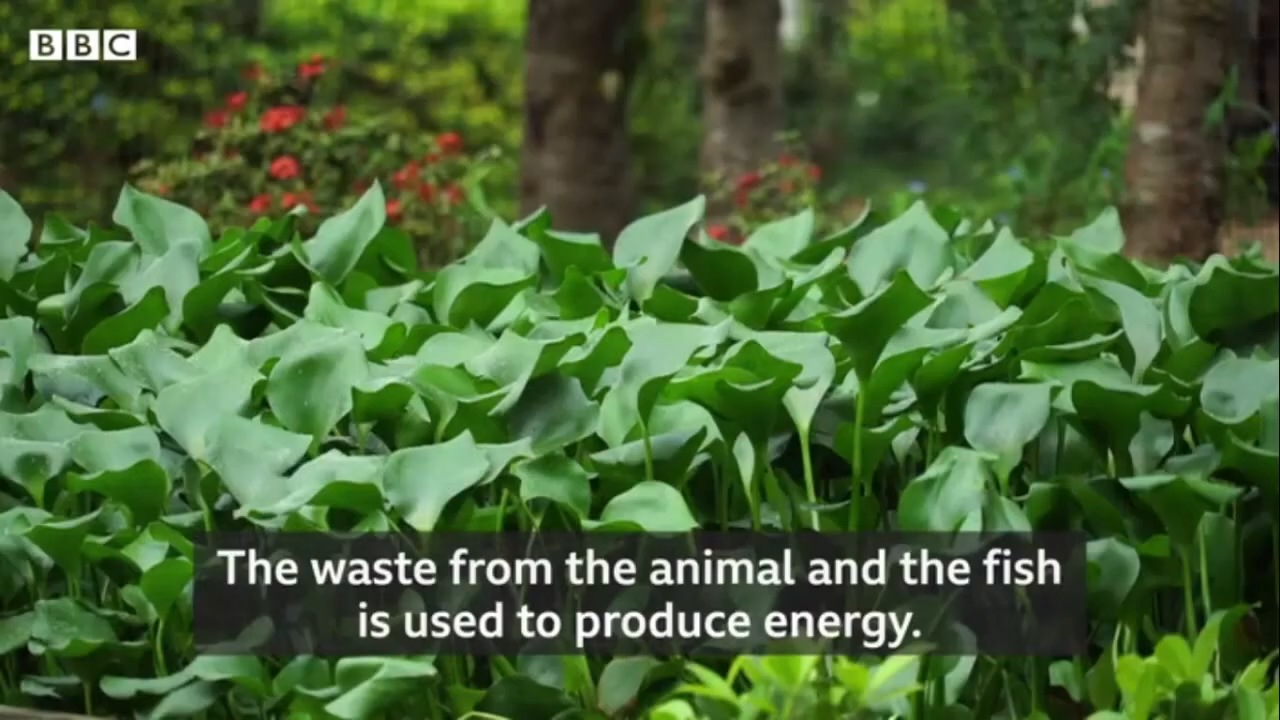 BBC
The waste from the animal and the fish
is used to produce energy.